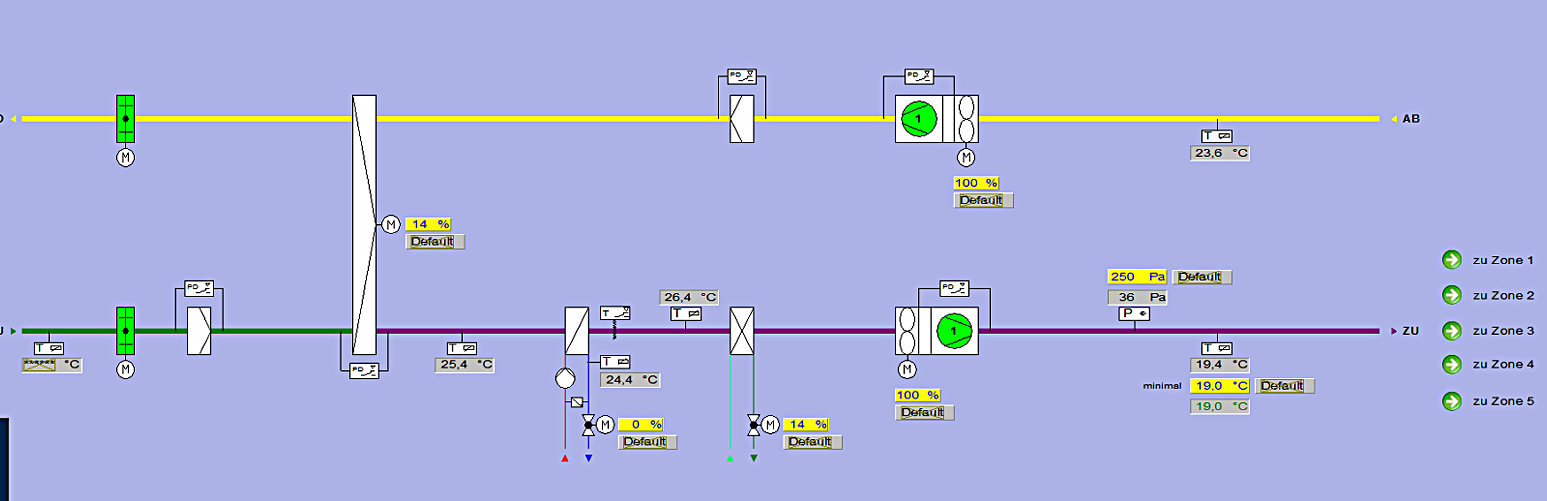 PD
PD
1
AB
M
M
T
23,6 °C
100 %
Default
M
14 %
Default
zu Zone 1
250 Pa Default
PD
PD
26,4 °C
36 Pa
zu Zone 2
T
T
P
1
ZU
zu Zone 3
T
T
T
****** °C
M
PD
25,4 °C
T
24,4 °C
M
19,4 °C
zu Zone 4
minimal 19,0 °C Default
100 %
Default
19,0 °C
zu Zone 5
M
0 %
Default
M
14 %
Default